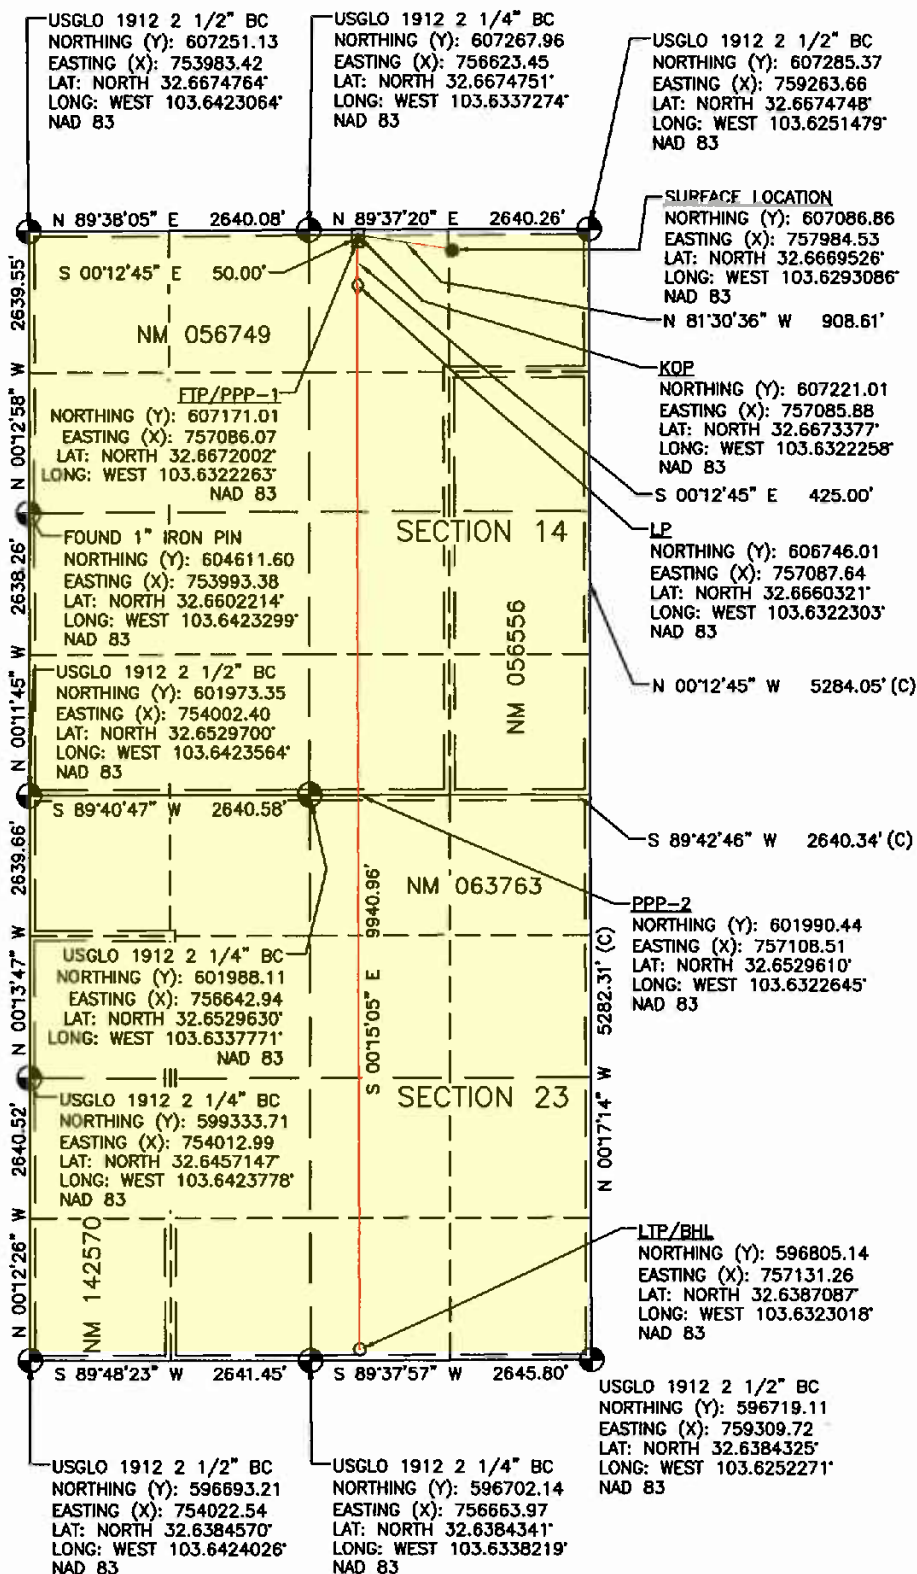 USGLO 1912 2 1/2" BC
NORTHING (Y): 607251.13
EASTING (X): 753983.42
LAT: NORTH 32.6674764°
LONG: WEST 103.6423064°
NAD 83
USGLO 1912 2 1/4" BC
NORTHING (Y): 607267.96
EASTING (X): 756623.45
LAT: NORTH 32.6674751°
LONG: WEST 103.6337274°
NAD 83
USGLO 1912 2 1/2" BC
NORTHING (Y): 607285.37
EASTING (X): 759263.66
LAT: NORTH 32.6674748°
LONG: WEST 103.6251479°
NAD 83
N 89°38'05" E 2640.08'
N 89°37'20" E 2640.26'
SURFACE LOCATION
NORTHING (Y): 607086.86
EASTING (X): 757984.53
LAT: NORTH 32.6669526°
LONG: WEST 103.6293086°
NAD 83
S 00°12'45" E 50.00'
N 81°30'36" W 908.61'
NM 056749
N 00°12'58" W 2639.55'
KOP
NORTHING (Y): 607221.01
EASTING (X): 757085.88
LAT: NORTH 32.6673377°
LONG: WEST 103.6322258°
NAD 83
FTP/PPP-1
NORTHING (Y): 607171.01
EASTING (X): 757086.07
LAT: NORTH 32.6672002°
LONG: WEST 103.6322263°
NAD 83
S 00°12'45" E 425.00'
SECTION 14
LP
NORTHING (Y): 606746.01
EASTING (X): 757087.64
LAT: NORTH 32.6660321°
LONG: WEST 103.6322303°
NAD 83
FOUND 1" IRON PIN
NORTHING (Y): 604611.60
EASTING (X): 753993.38
LAT: NORTH 32.6602214°
LONG: WEST 103.6423299°
NAD 83
NM 056556
N 00°11'45" W 2638.26'
USGLO 1912 2 1/2" BC
NORTHING (Y): 601973.35
EASTING (X): 754002.40
LAT: NORTH 32.6529700°
LONG: WEST 103.6423564°
NAD 83
N 00°12'45" W 5284.05' (C)
S 89°40'47" W 2640.58'
S 89°42'46" W 2640.34' (C)
NM 063763
PPP-2
NORTHING (Y): 601990.44
EASTING (X): 757108.51
LAT: NORTH 32.6529610°
LONG: WEST 103.6322645°
NAD 83
N 00°13'47" W 2639.66'
USGLO 1912 2 1/4" BC
NORTHING (Y): 601988.11
EASTING (X): 756642.94
LAT: NORTH 32.6529630°
LONG: WEST 103.6337771°
NAD 83
S 00°15'05" E 9940.96'
N 00°17'14" W 5282.31' (C)
SECTION 23
USGLO 1912 2 1/4" BC
NORTHING (Y): 599333.71
EASTING (X): 754012.99
LAT: NORTH 32.6457147°
LONG: WEST 103.6423778°
NAD 83
N 00°12'26" W 2640.52'
NM 142570
LTP/BHL
NORTHING (Y): 596805.14
EASTING (X): 757131.26
LAT: NORTH 32.6387087°
LONG: WEST 103.6323018°
NAD 83
S 89°48'23" W 2641.45'
S 89°37'57" W 2645.80'
USGLO 1912 2 1/2" BC
NORTHING (Y): 596719.11
EASTING (X): 759309.72
LAT: NORTH 32.6384325°
LONG: WEST 103.6252271°
NAD 83
USGLO 1912 2 1/2" BC
NORTHING (Y): 596693.21
EASTING (X): 754022.54
LAT: NORTH 32.6384570°
LONG: WEST 103.6424026°
NAD 83
USGLO 1912 2 1/4" BC
NORTHING (Y): 596702.14
EASTING (X): 756663.97
LAT: NORTH 32.6384341°
LONG: WEST 103.6338219°
NAD 83